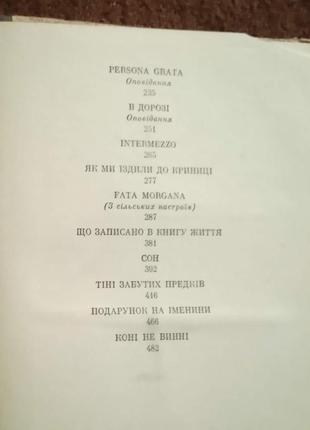 PERSONA GRATA
Оповідання
235
В ДОРОЗІ
Оповідання
251
INTERMEZZO
265
ЯК МИ ЇЗДИЛИ ДО КРИНИЦІ
277
FATA MORGANA
(З сільських настроїв)
287
ЩО ЗАПИСАНО В КНИГУ ЖИТТЯ
381
СОН
392
ТІНІ ЗАБУТИХ ПРЕДКІВ
416
ПОДАРУНОК НА ІМЕНИНИ
466
КОНІ НЕ ВИННІ
482